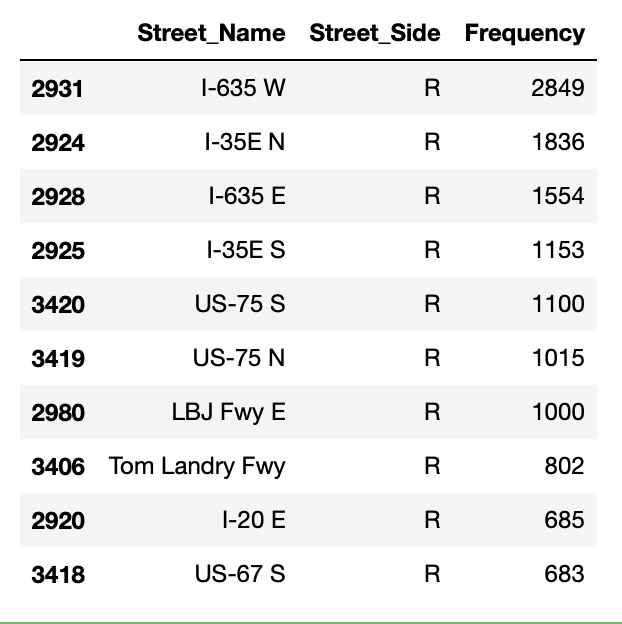 Street_Name Street_Side Frequency
2931 I-635 W R 2849
2924 I-35E N R 1836
2928 I-635 E R 1554
2925 I-35E S R 1153
3420 US-75 S R 1100
3419 US-75 N R 1015
2980 LBJ Fwy E R 1000
3406 Tom Landry Fwy R 802
2920 I-20 E R 685
3418 US-67 S R 683